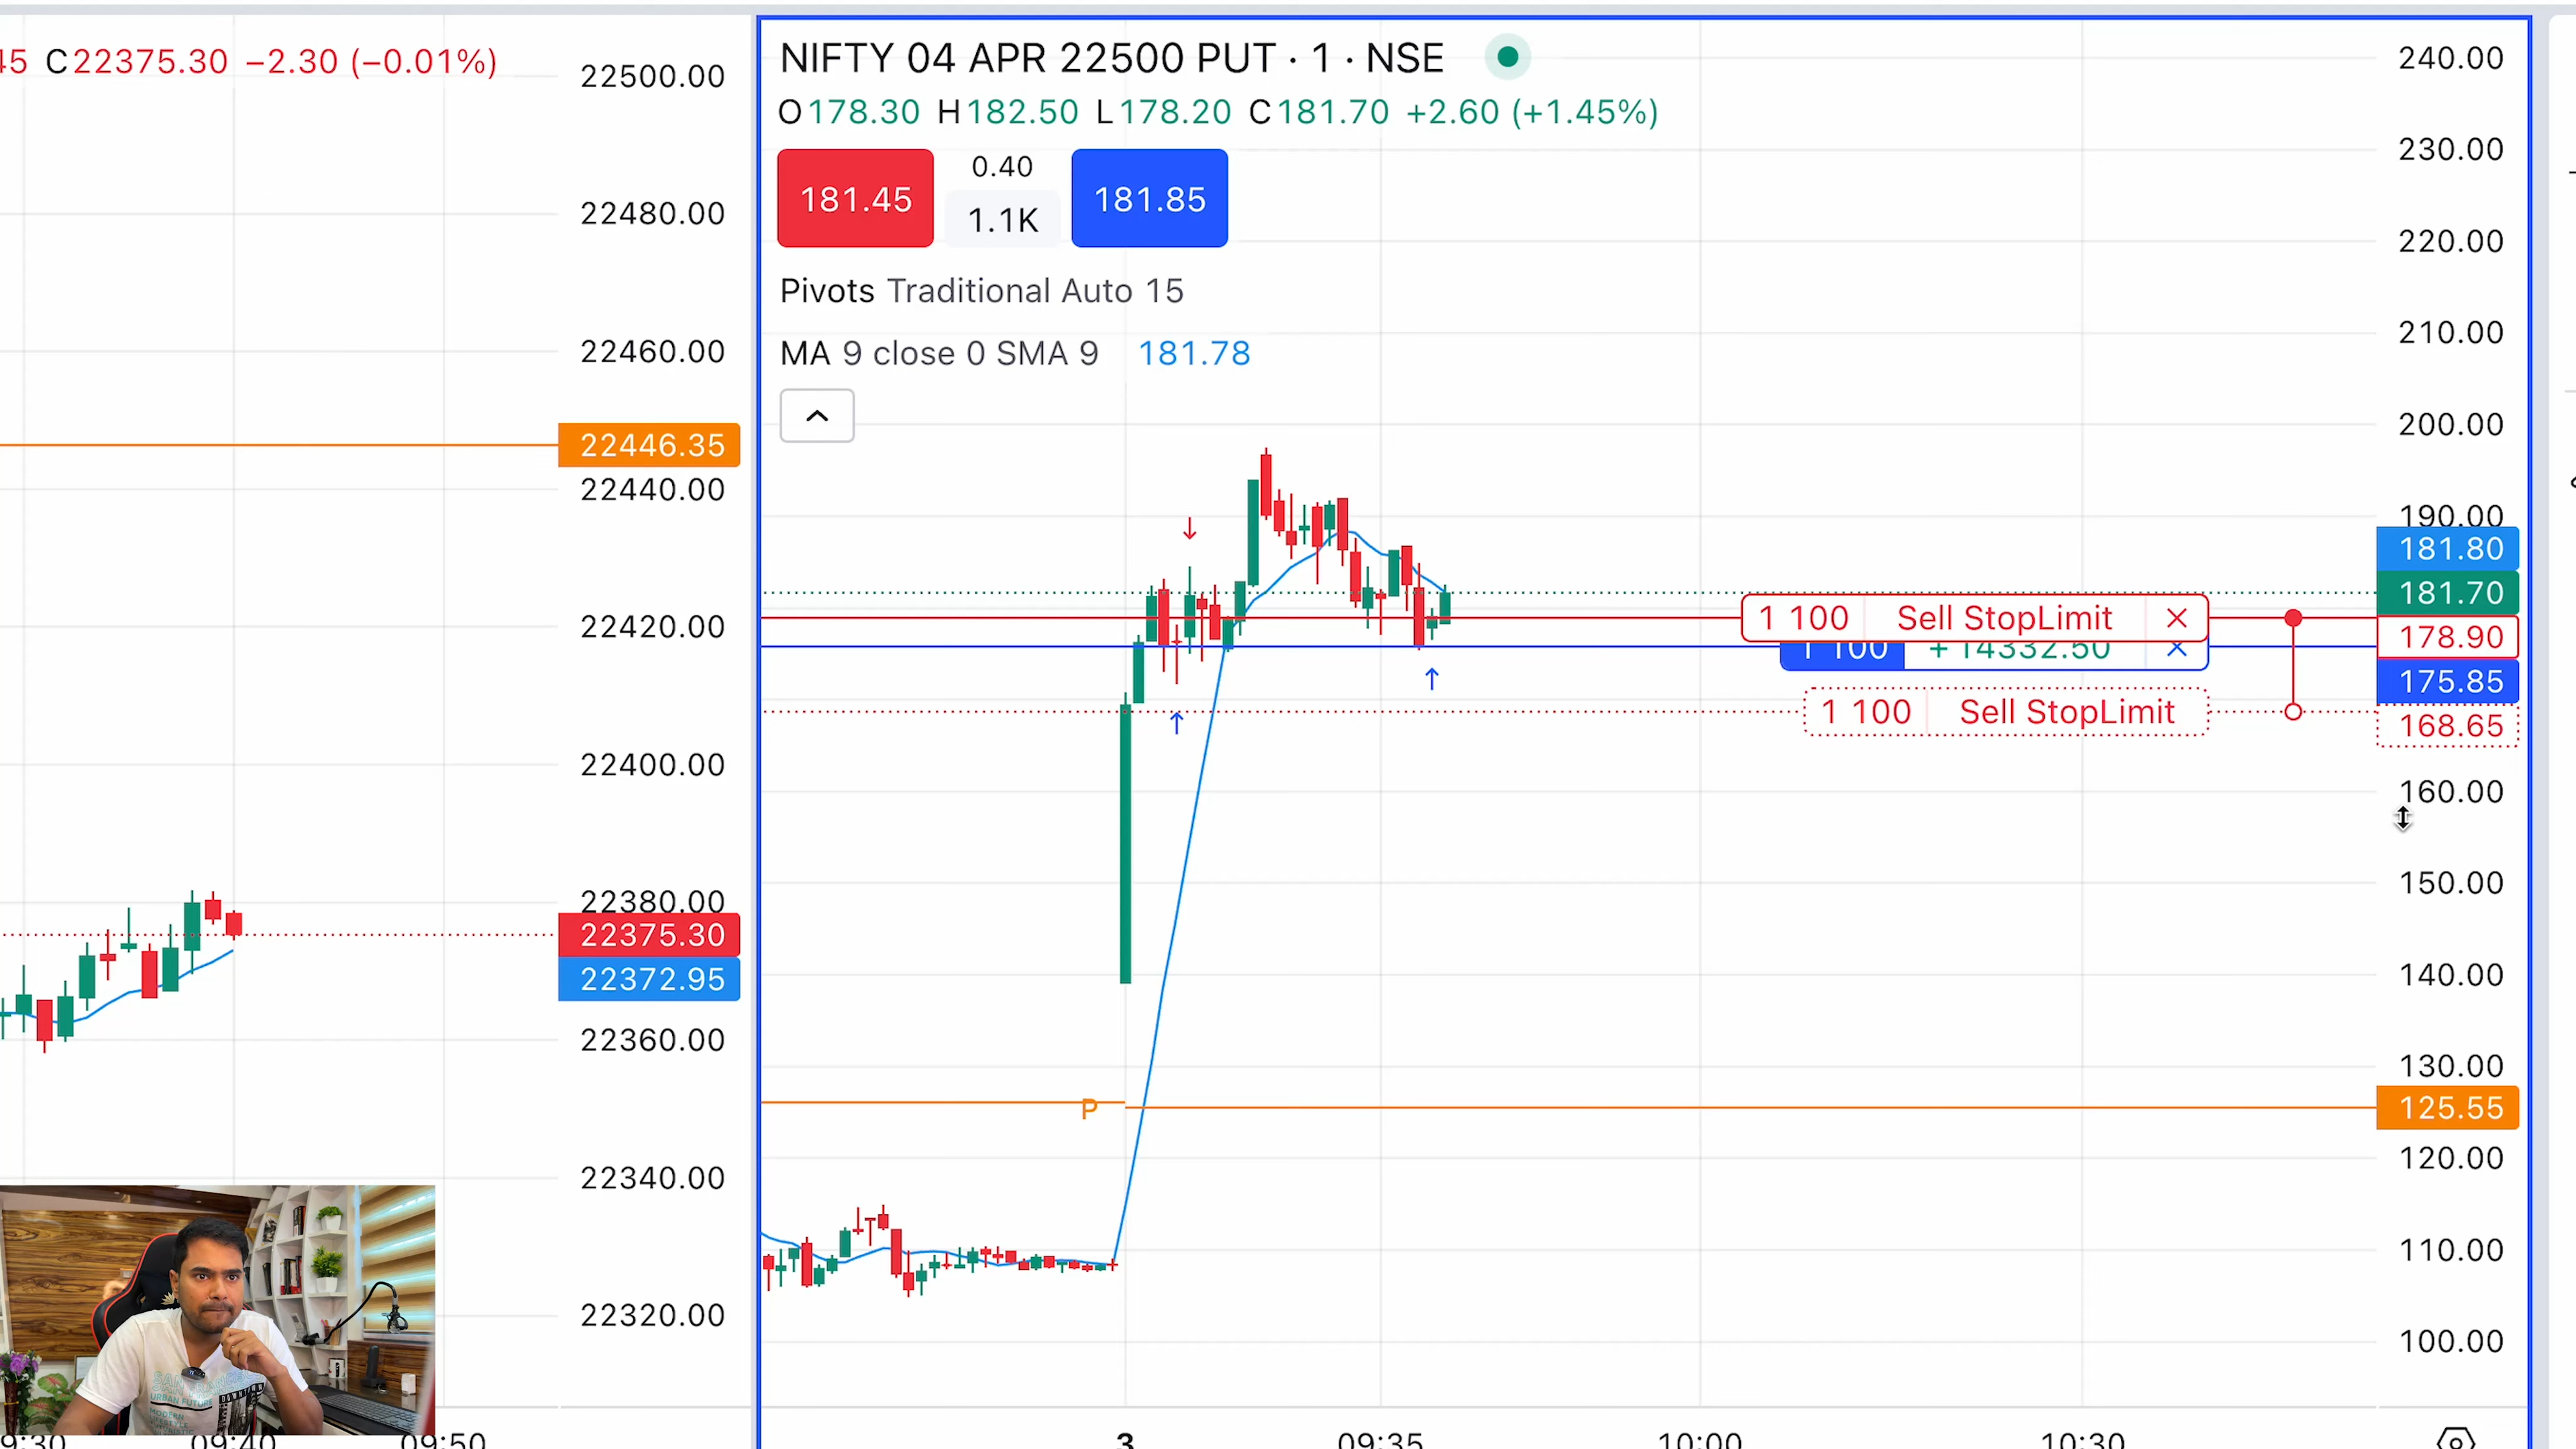 45 C22375.30 −2.30 (−0.01%)
22500.00
22480.00
22460.00
22446.35
22440.00
22420.00
22400.00
22380.00
22375.30
22372.95
22360.00
22340.00
22320.00
9:30 09:40 09:50
NIFTY 04 APR 22500 PUT · 1 · NSE
O178.30 H182.50 L178.20 C181.70 +2.60 (+1.45%)
181.45 0.40 1.1K 181.85
Pivots Traditional Auto 15
MA 9 close 0 SMA 9 181.78
1 100 Sell StopLimit
1 100 +14332.50
1 100 Sell StopLimit
P
240.00
230.00
220.00
210.00
200.00
190.00
181.80
181.70
178.90
175.85
168.65
160.00
150.00
140.00
130.00
125.55
120.00
110.00
100.00
3 09:35 10:00 10:30